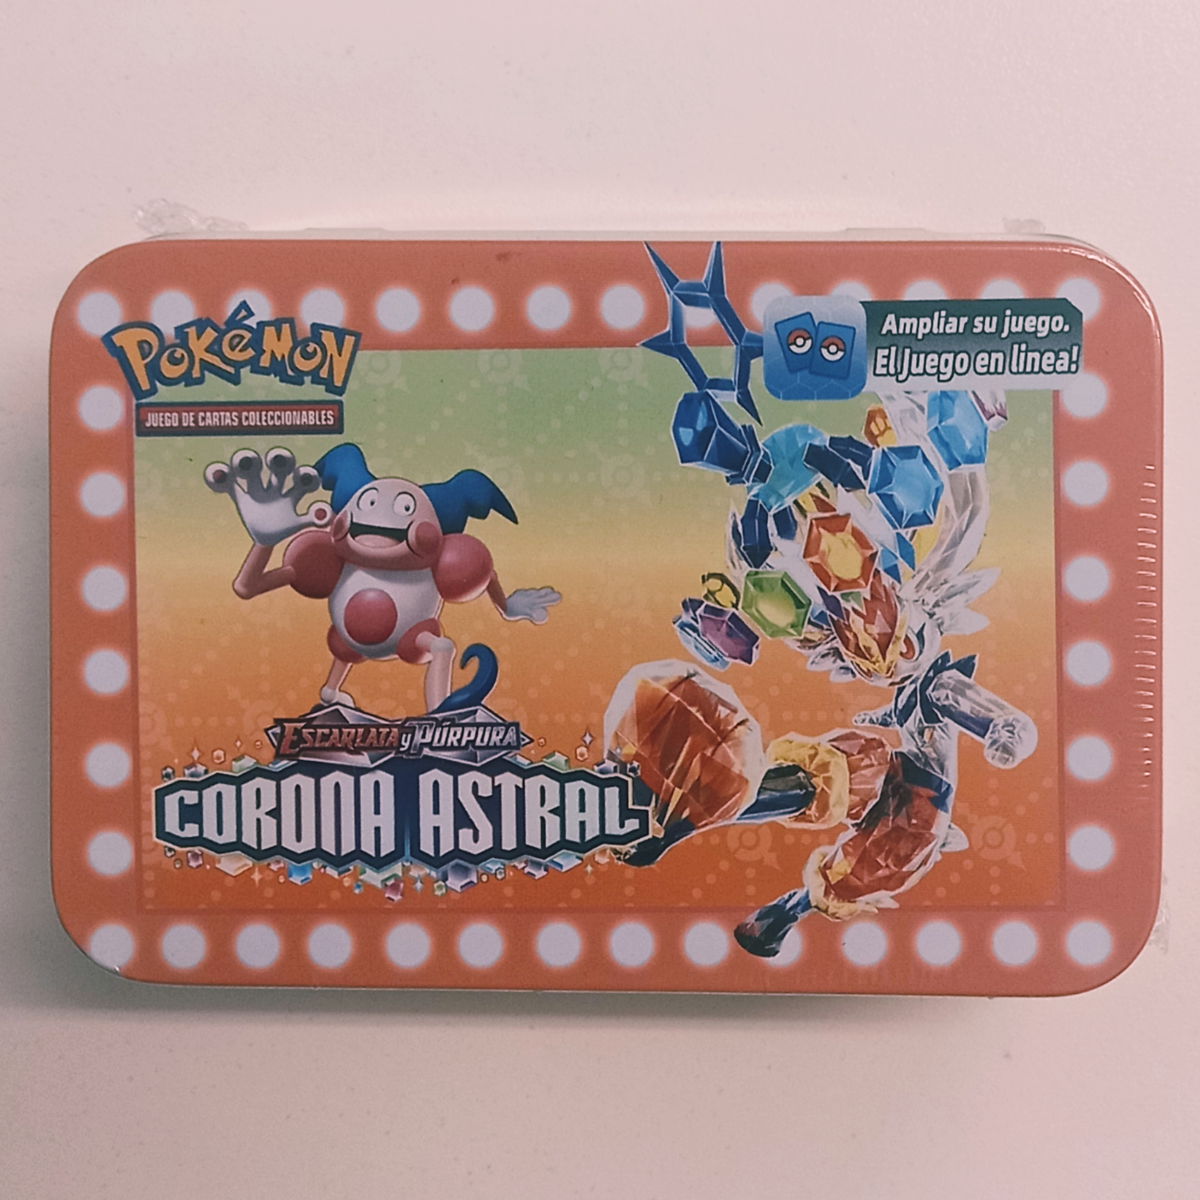 POKéMON
JUEGO DE CARTAS COLECCIONABLES
Ampliar su juego.
El Juego en linea!
ESCARLATA y PÚRPURA
CORONA ASTRAL